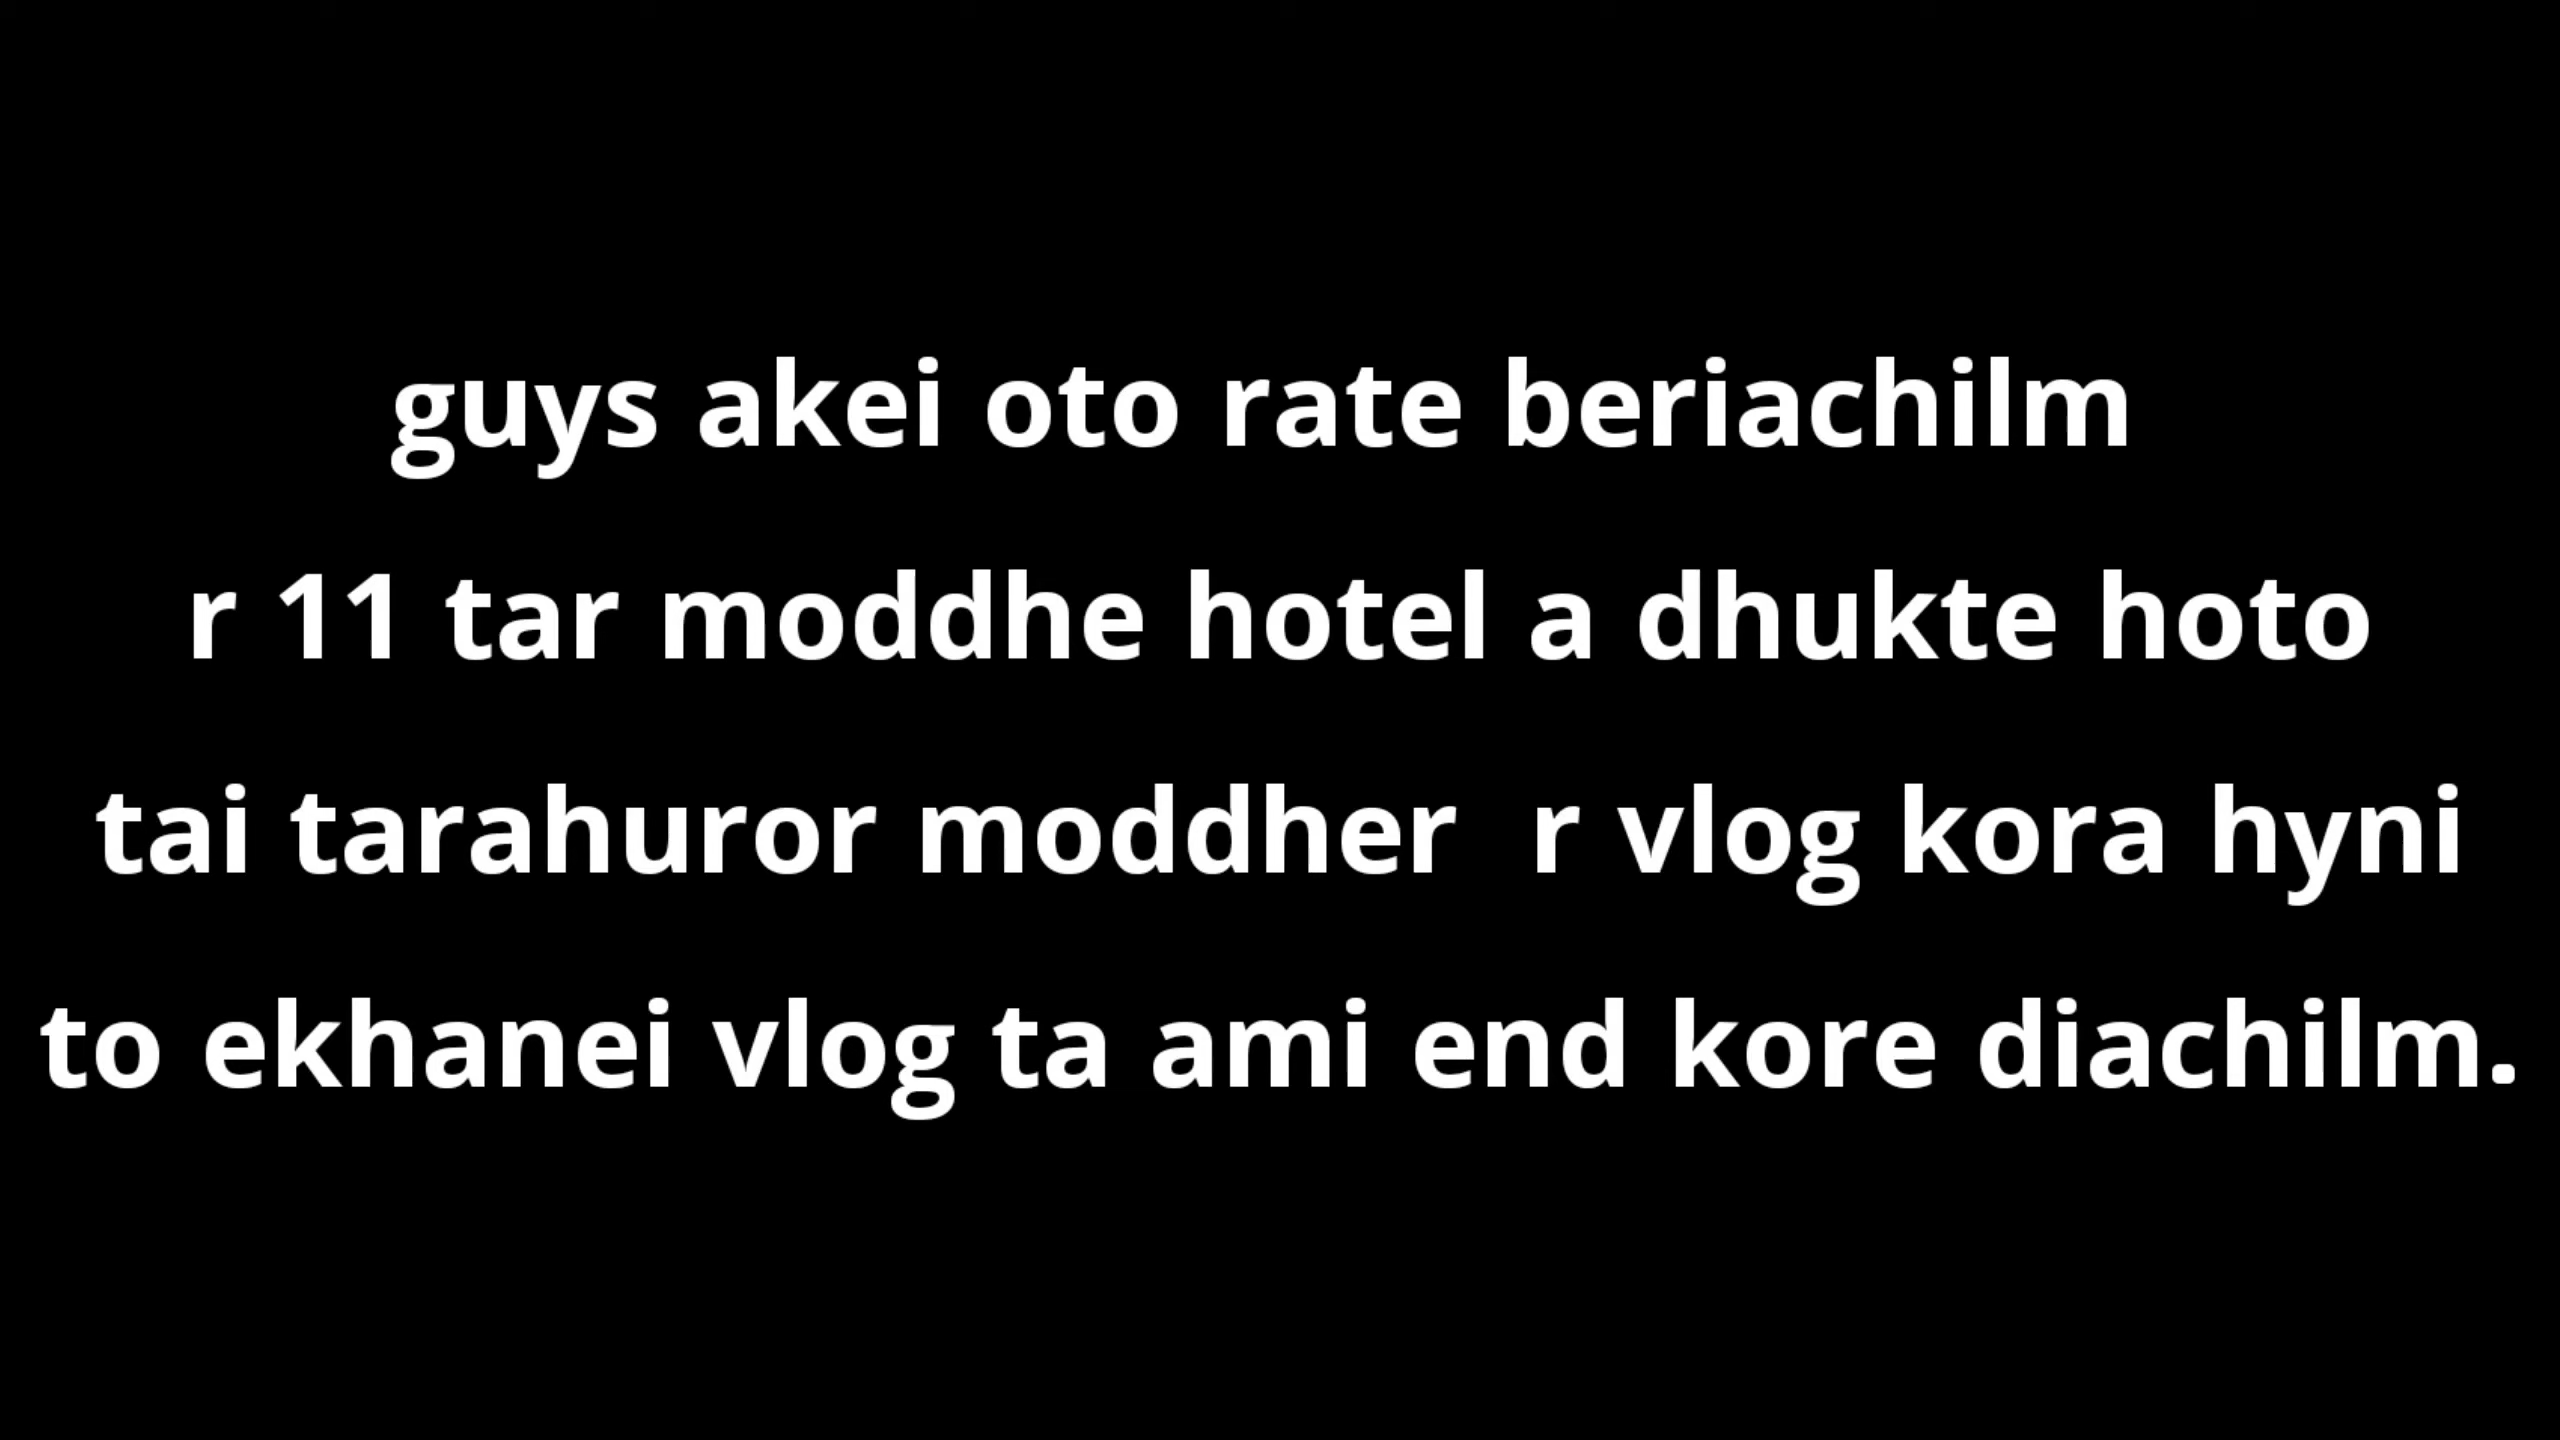 guys akei oto rate beriachilm
r 11 tar moddhe hotel a dhukte hoto
tai tarahuror moddher  r vlog kora hyni
to ekhanei vlog ta ami end kore diachilm.